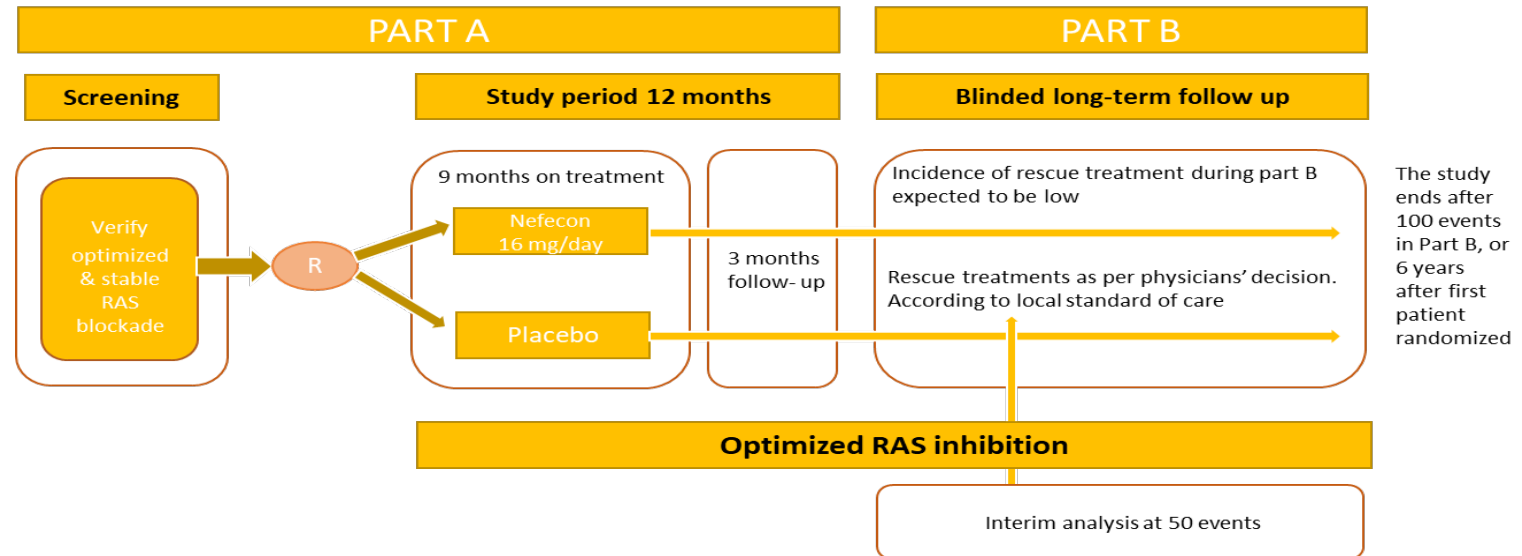 PART A
PART B
Screening
Study period 12 months
Blinded long-term follow up
Verify
optimized
& stable
RAS
blockade
R
9 months on treatment
Nefecon
16 mg/day
Placebo
3 months
follow- up
Incidence of rescue treatment during part B
expected to be low
Rescue treatments as per physicians’ decision.
According to local standard of care
The study
ends after
100 events
in Part B, or
6 years
after first
patient
randomized
Optimized RAS inhibition
Interim analysis at 50 events